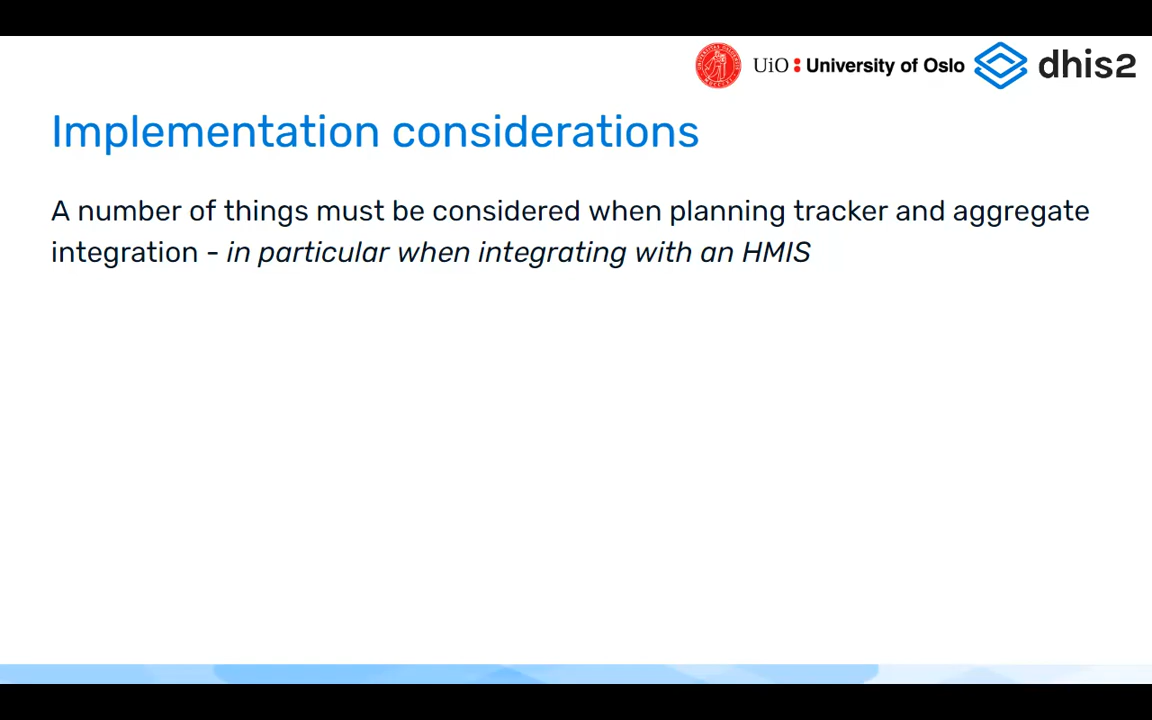 UiO : University of Oslo dhis2
Implementation considerations
A number of things must be considered when planning tracker and aggregate
integration - in particular when integrating with an HMIS